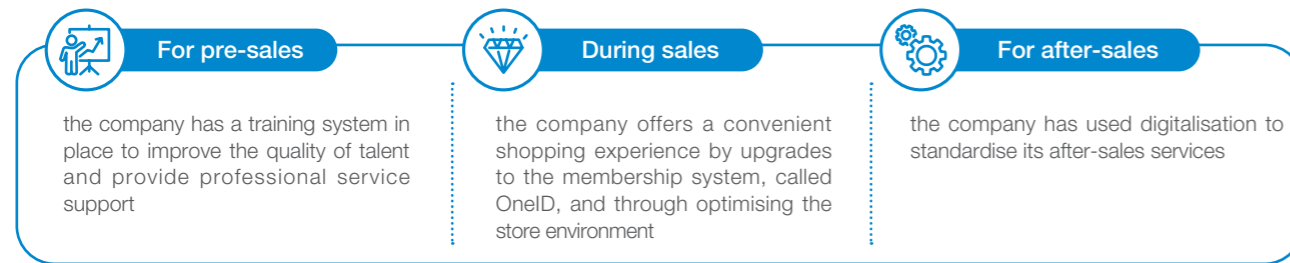 For pre-sales
the company has a training system in
place to improve the quality of talent
and provide professional service
support
During sales
the company offers a convenient
shopping experience by upgrades
to the membership system, called
OneID, and through optimising the
store environment
For after-sales
the company has used digitalisation to
standardise its after-sales services